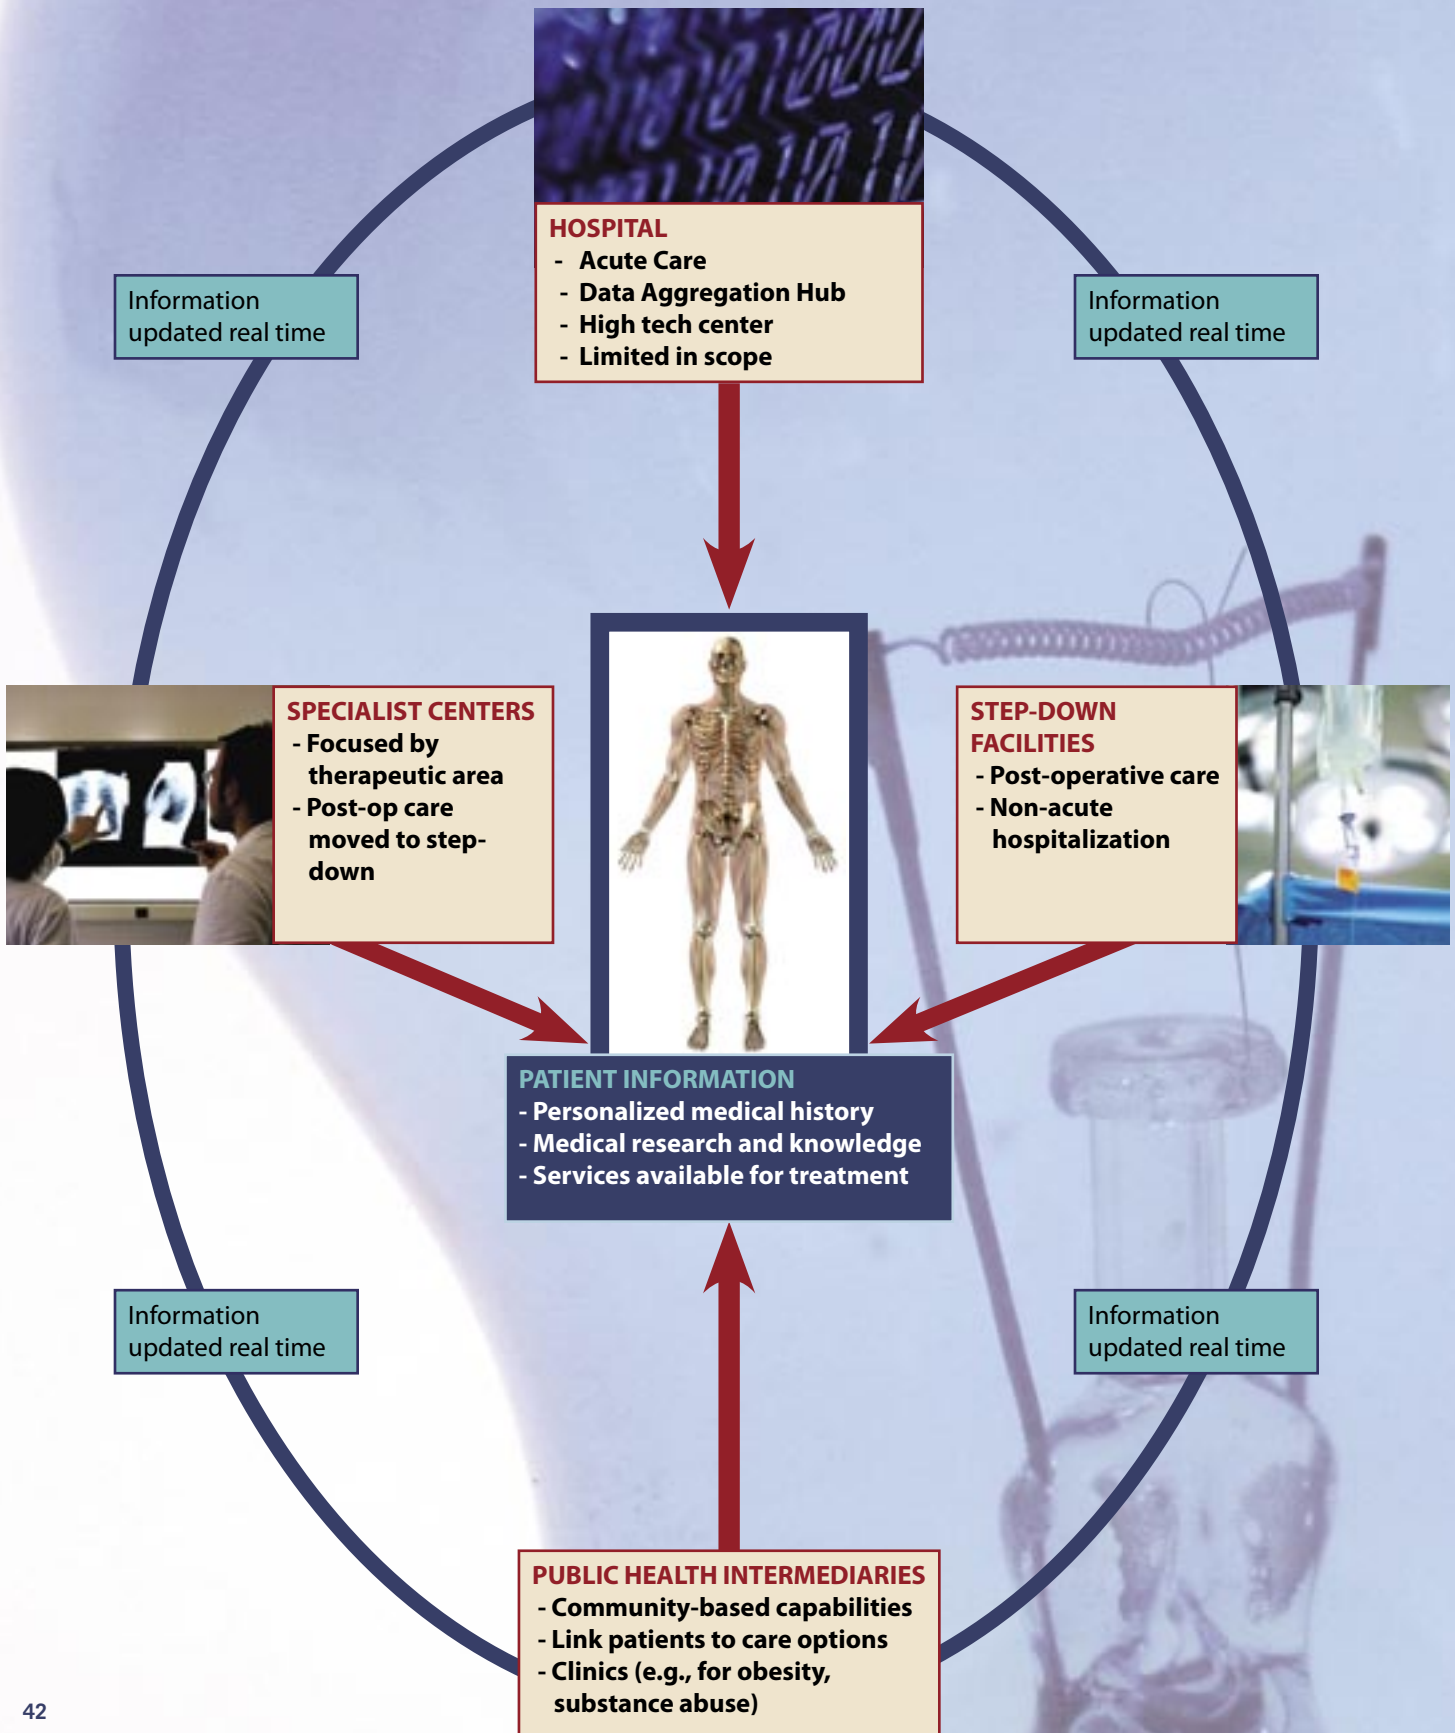 HOSPITAL
- Acute Care
- Data Aggregation Hub
- High tech center
- Limited in scope
Information
updated real time
Information
updated real time
SPECIALIST CENTERS
- Focused by
therapeutic area
- Post-op care
moved to step-
down
STEP-DOWN
FACILITIES
- Post-operative care
- Non-acute
hospitalization
PATIENT INFORMATION
- Personalized medical history
- Medical research and knowledge
- Services available for treatment
Information
updated real time
Information
updated real time
PUBLIC HEALTH INTERMEDIARIES
- Community-based capabilities
- Link patients to care options
- Clinics (e.g., for obesity,
substance abuse)
42